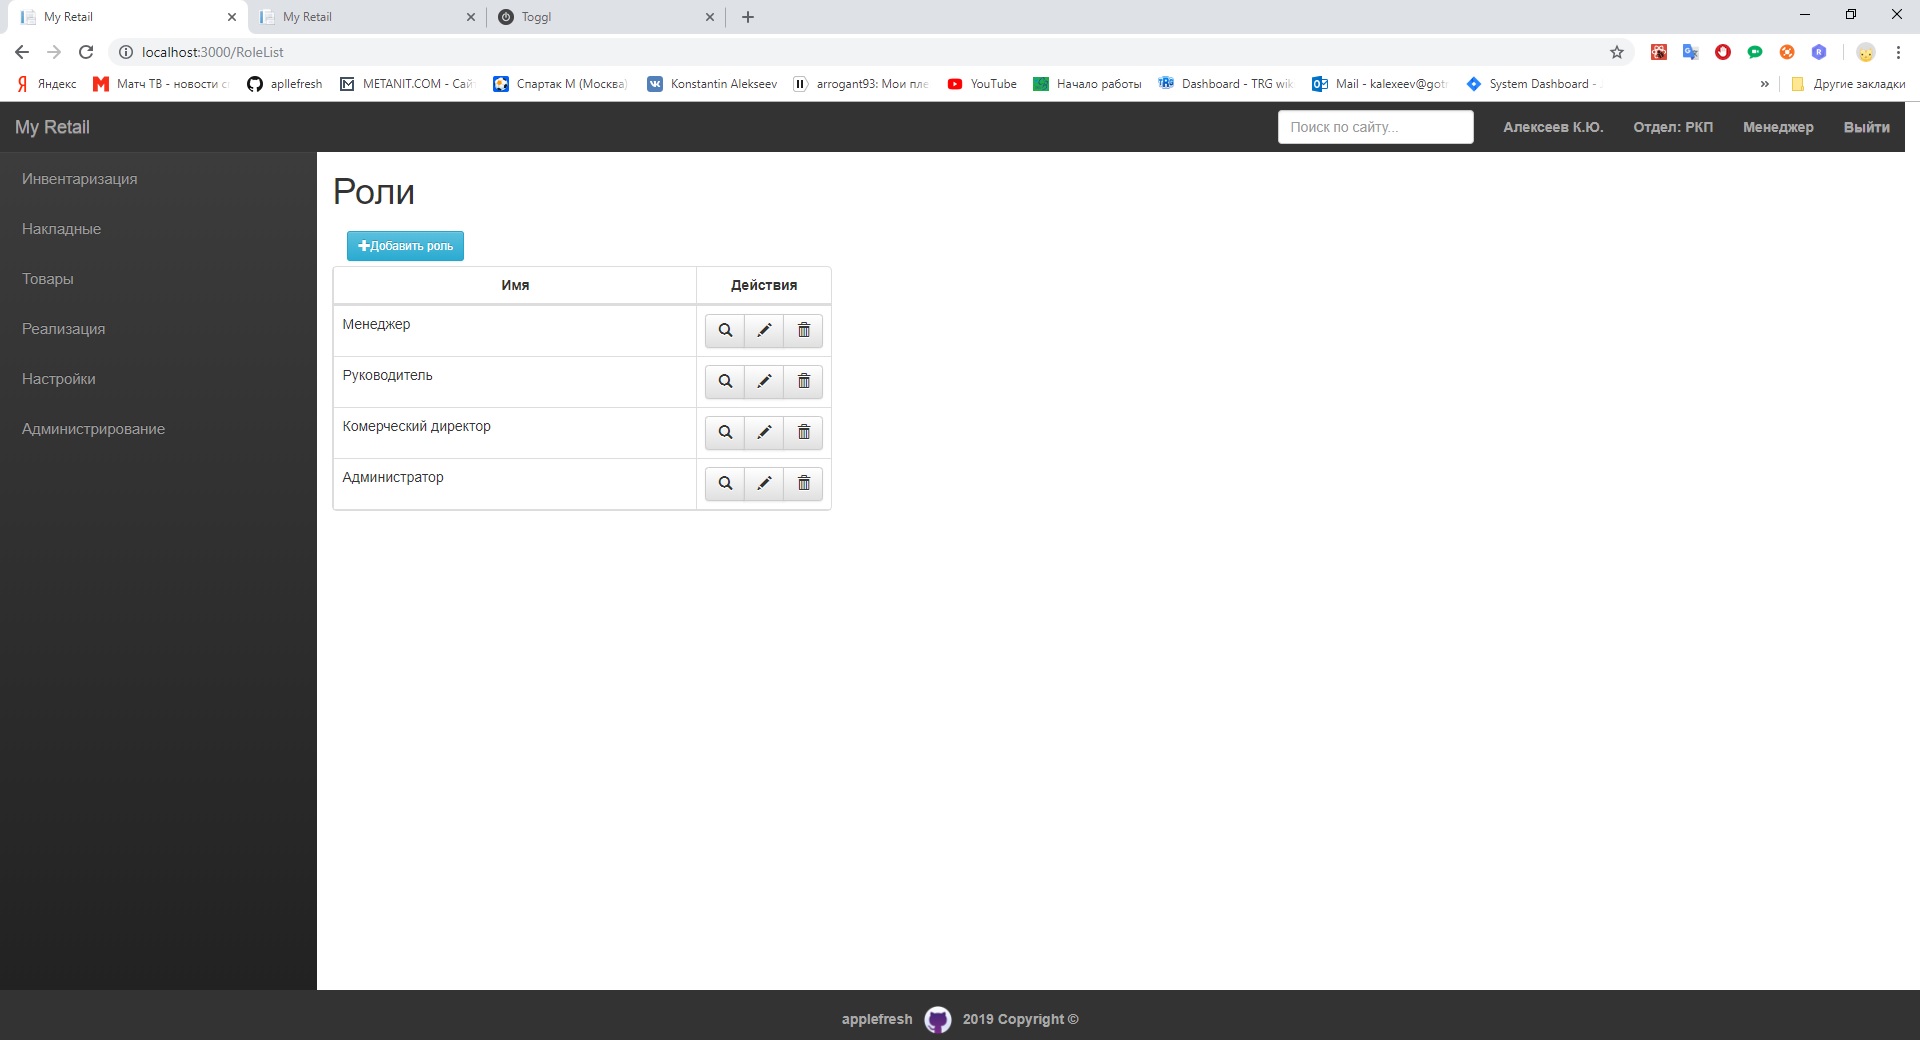 My Retail
My Retail
Toggl
localhost:3000/RoleList
Яндекс
Матч ТВ - новости с
apllefresh
METANIT.COM - Сай
Спартак М (Москва)
Konstantin Alekseev
arrogant93: Мои пле
YouTube
Начало работы
Dashboard - TRG wik
Mail - kalexeev@got
System Dashboard -
»
Другие закладки
My Retail
Поиск по сайту...
Алексеев К.Ю.
Отдел: РКП
Менеджер
Выйти
Инвентаризация
Накладные
Товары
Реализация
Настройки
Администрирование
Роли
Добавить роль
Имя
Действия
Менеджер
Руководитель
Комерческий директор
Администратор
applefresh
2019 Copyright ©